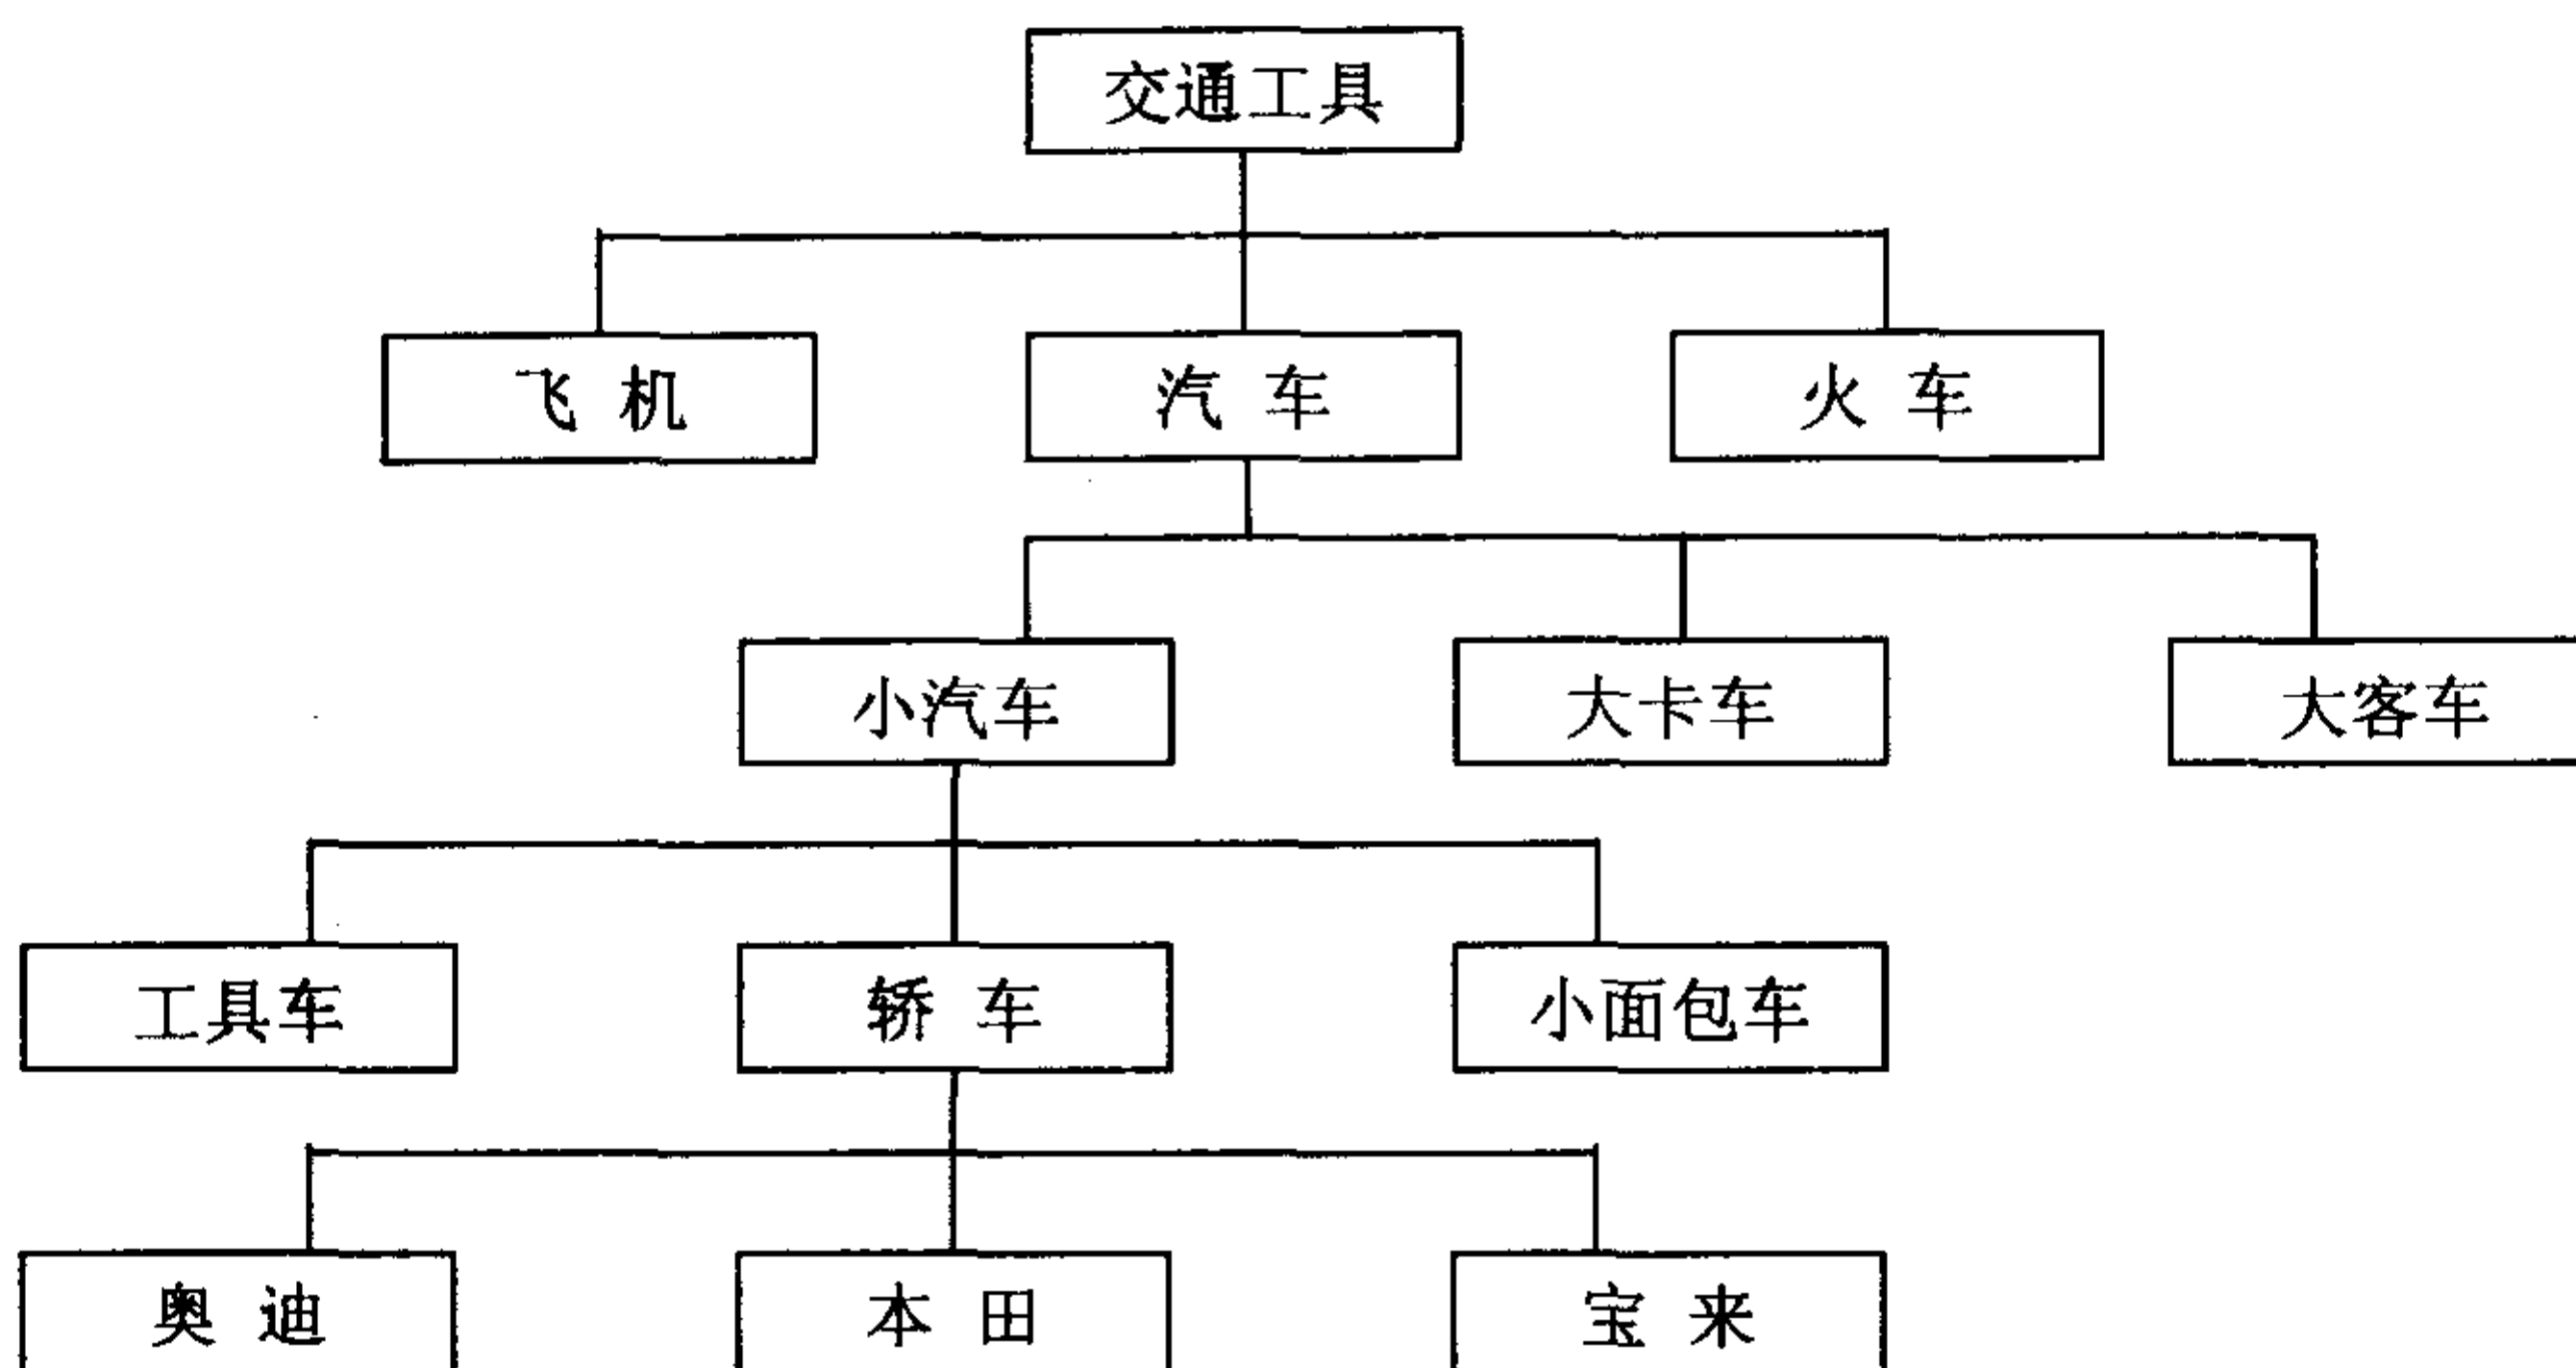 交通工具
飞 机 汽 车 火 车
小汽车 大卡车 大客车
工具车 轿 车 小面包车
奥 迪 本 田 宝 来